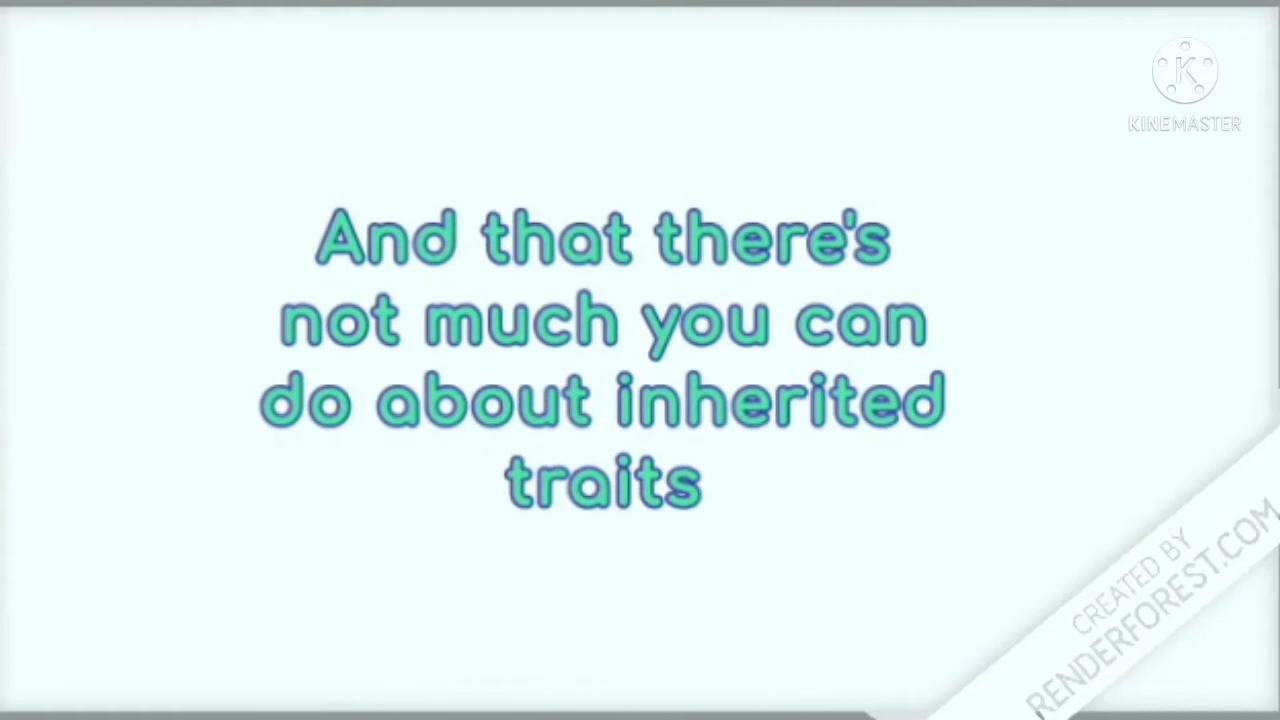 KINEMASTER
And that there's
not much you can
do about inherited
traits
CREATED BY
RENDERFOREST.COM